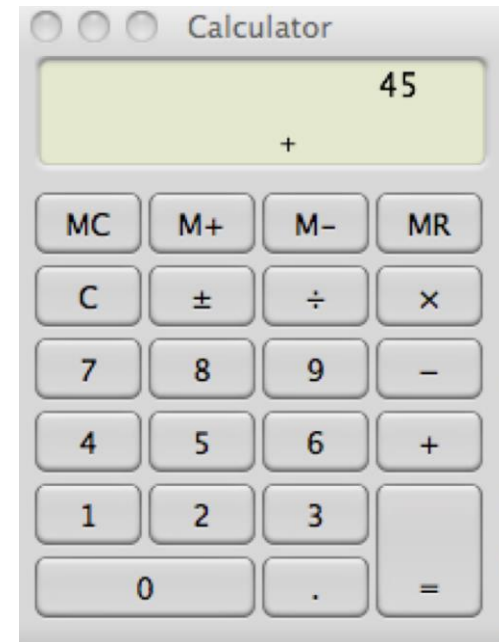 Calculator
45
+
MC M+ M− MR
C ± ÷ ×
7 8 9 −
4 5 6 +
1 2 3
0 . =